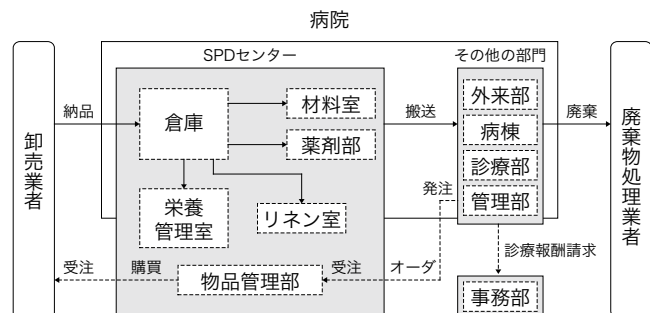 病院
SPDセンター
その他の部門
卸売業者
納品
倉庫
材料室
薬剤部
栄養
管理室
リネン室
搬送
外来部
病棟
診療部
管理部
廃棄
廃棄物処理業者
発注
診療報酬請求
受注
購買
物品管理部
受注
オーダ
事務部